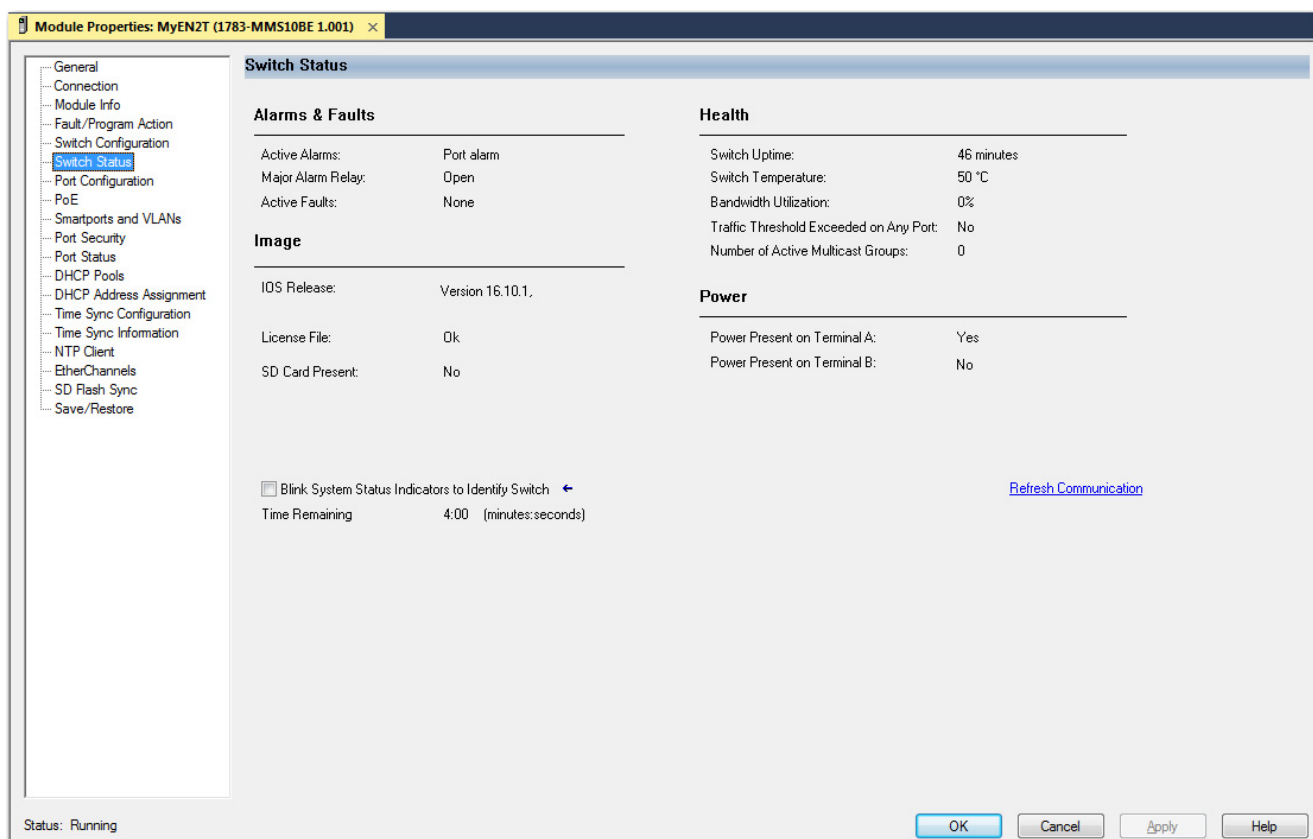 Module Properties: MyEN2T (1783-MMS10BE 1.001) ×
General
Connection
Module Info
Fault/Program Action
Switch Configuration
Switch Status
Port Configuration
PoE
Smartports and VLANs
Port Security
Port Status
DHCP Pools
DHCP Address Assignment
Time Sync Configuration
Time Sync Information
NTP Client
EtherChannels
SD Flash Sync
Save/Restore
Switch Status
Alarms & Faults
Active Alarms: Port alarm
Major Alarm Relay: Open
Active Faults: None
Image
IOS Release: Version 16.10.1,
License File: Ok
SD Card Present: No
Health
Switch Uptime: 46 minutes
Switch Temperature: 50 °C
Bandwidth Utilization: 0%
Traffic Threshold Exceeded on Any Port: No
Number of Active Multicast Groups: 0
Power
Power Present on Terminal A: Yes
Power Present on Terminal B: No
Blink System Status Indicators to Identify Switch ←
Time Remaining 4:00 (minutes:seconds)
Refresh Communication
Status: Running
OK Cancel Apply Help